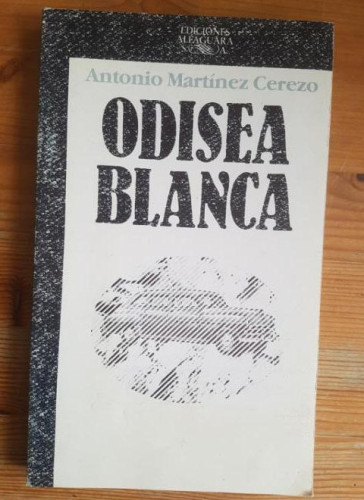 EDICIONES
ALFAGUARA
S. A.
Antonio Martínez Cerezo
ODISEA
BLANCA